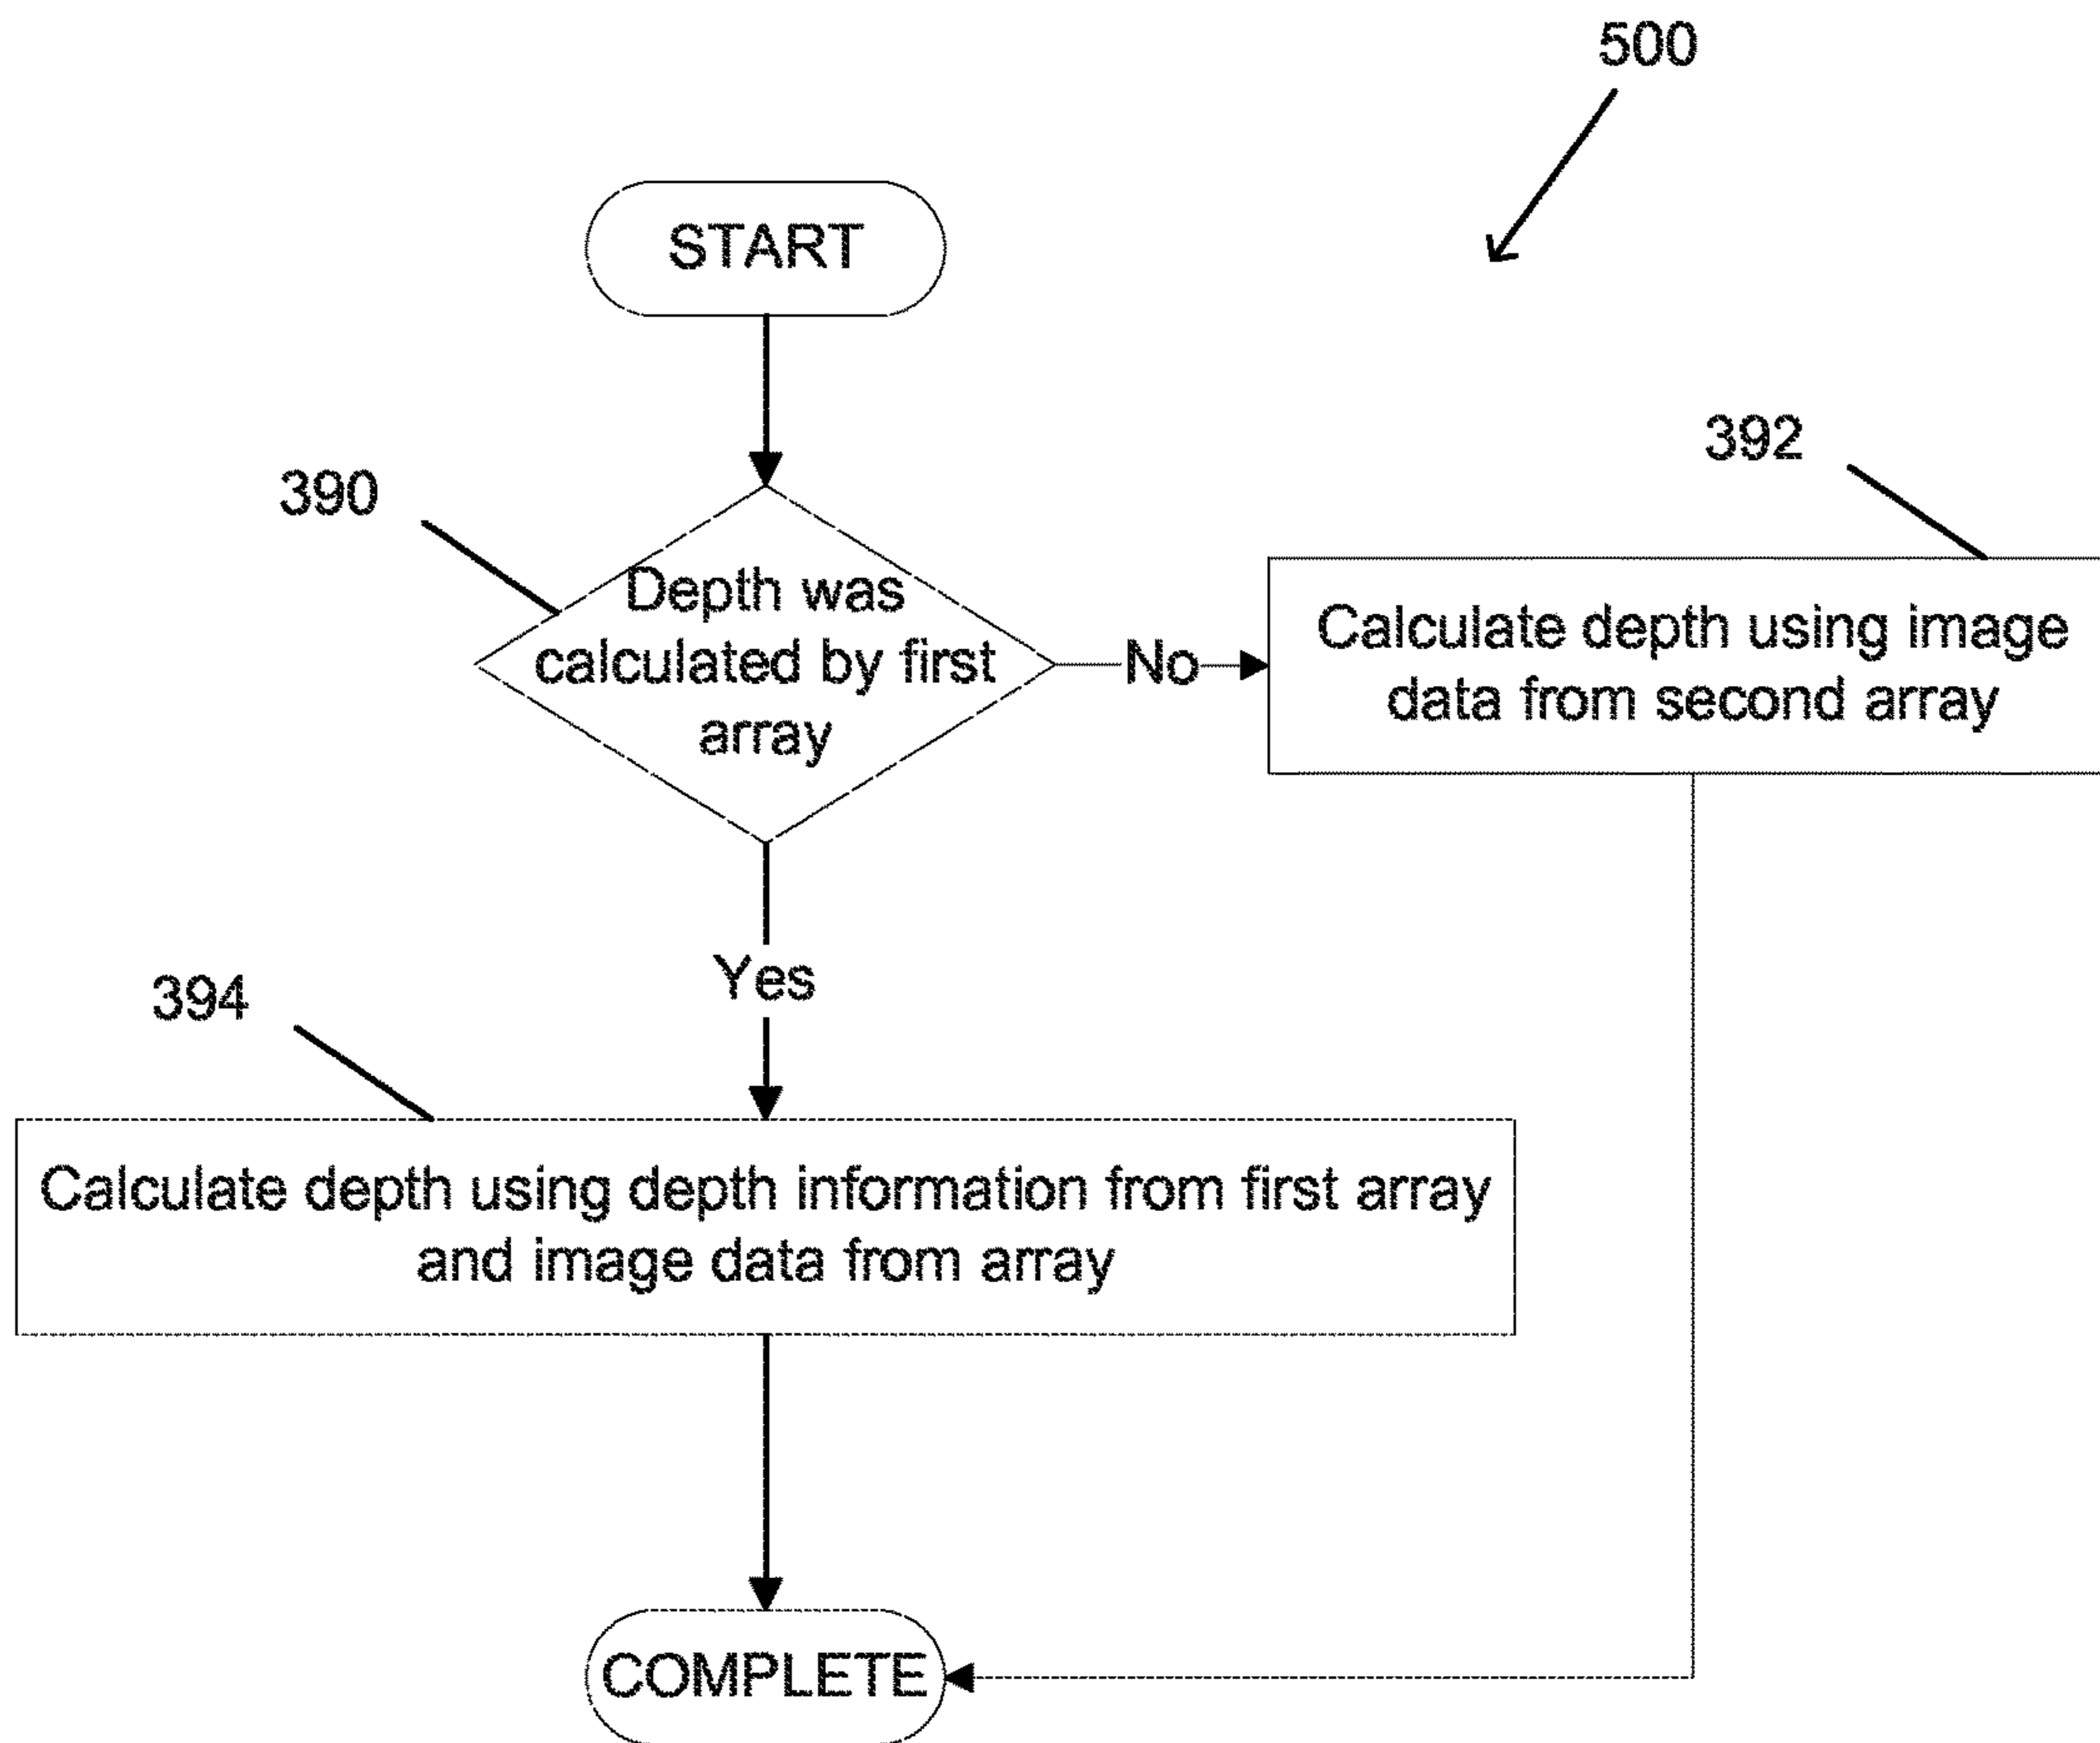 500
START
390
Depth was
calculated by first
array
No
392
Calculate depth using image
data from second array
Yes
394
Calculate depth using depth information from first array
and image data from array
COMPLETE